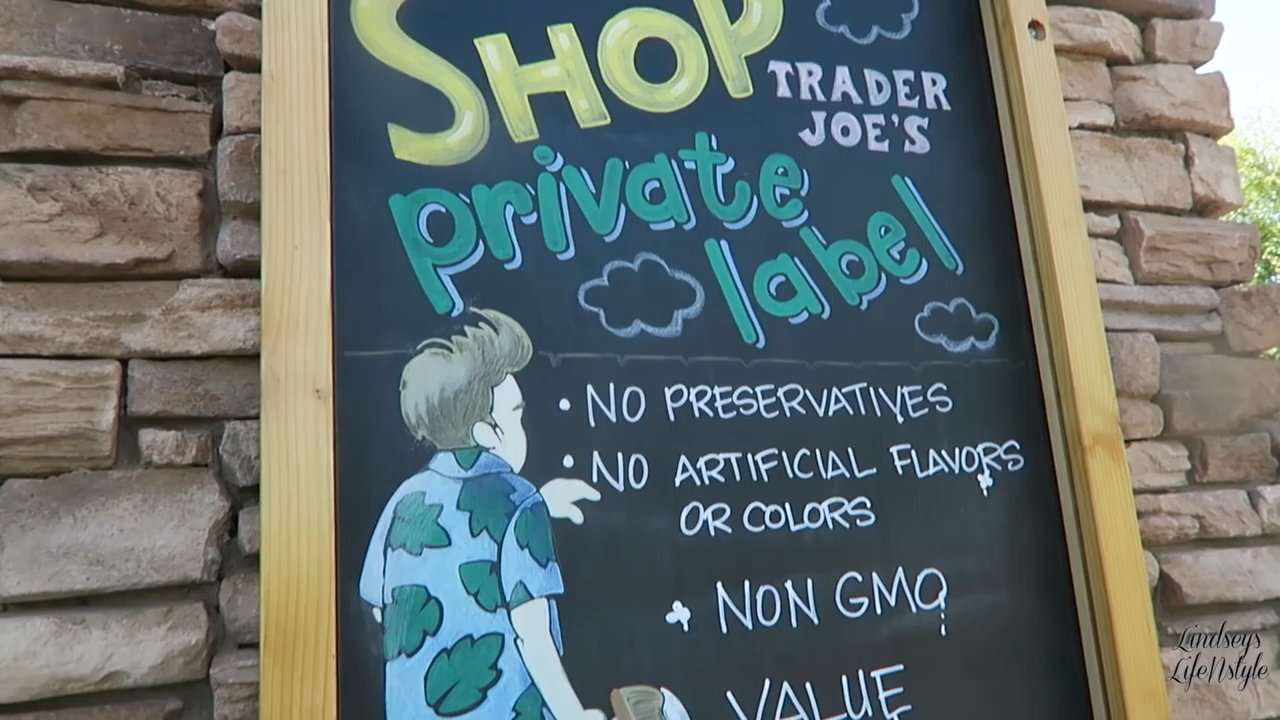 SHOP
TRADER
JOE'S
private
label
• NO PRESERVATIVES
• NO ARTIFICIAL FLAVORS
OR COLORS
NON GMO
VALUE
Lindseys
LifeNstyle